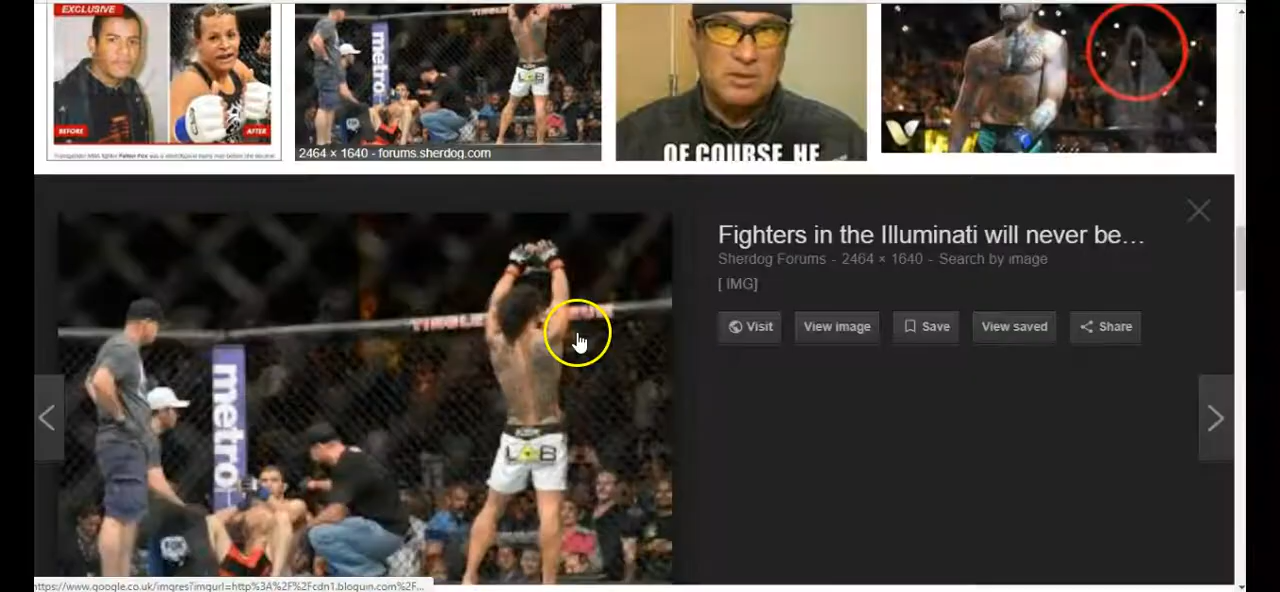 EXCLUSIVE
BEFORE
AFTER
metro
L B
FOX
2464 × 1640 - forums.sherdog.com
OF COURSE, HE
Fighters in the Illuminati will never be...
Sherdog Forums - 2464 × 1640 - Search by image
[ IMG]
Visit
View image
Save
View saved
Share
metro
L B
FOX
https://www.google.co.uk/imgres?imgurl=http%3A%2F%2Fcdn1.bloguin.com%2F...